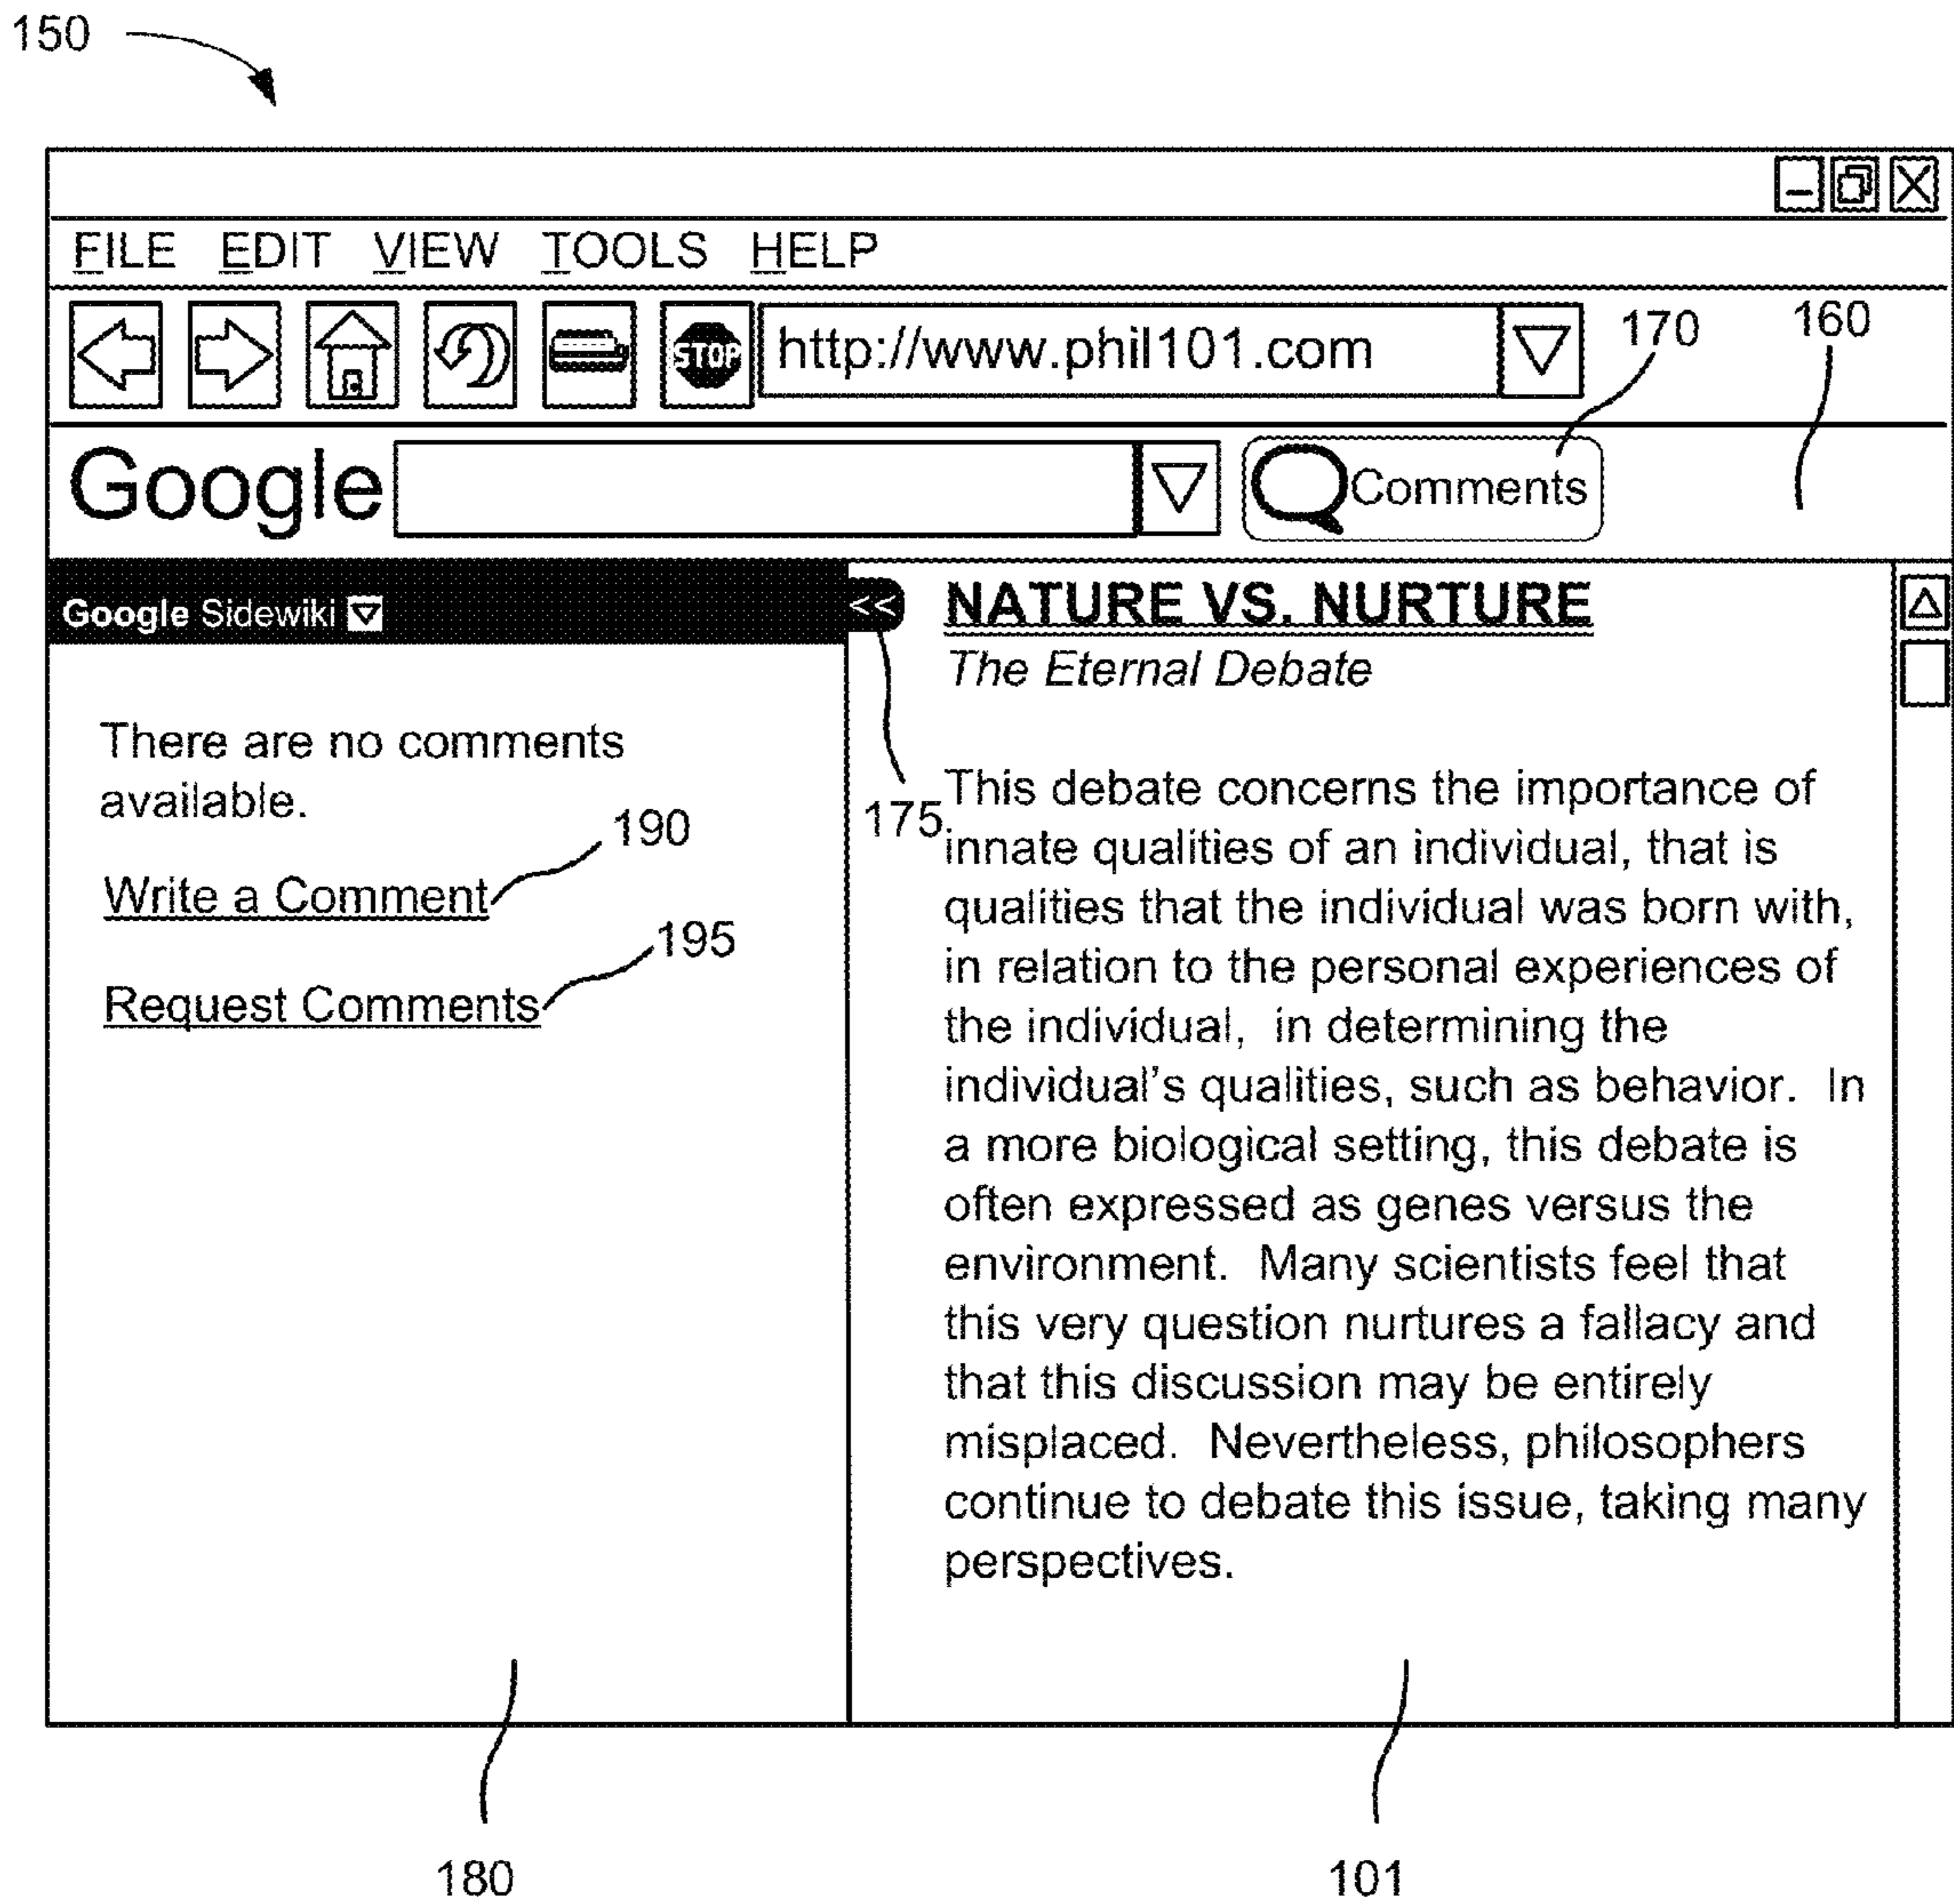 150
FILE EDIT VIEW TOOLS HELP
STOP
http://www.phil101.com
170
160
Google
Comments
Google Sidewiki
<<
NATURE VS. NURTURE
The Eternal Debate
There are no comments
available.
190
Write a Comment
195
Request Comments
175
This debate concerns the importance of
innate qualities of an individual, that is
qualities that the individual was born with,
in relation to the personal experiences of
the individual,  in determining the
individual's qualities, such as behavior.  In
a more biological setting, this debate is
often expressed as genes versus the
environment.  Many scientists feel that
this very question nurtures a fallacy and
that this discussion may be entirely
misplaced.  Nevertheless, philosophers
continue to debate this issue, taking many
perspectives.
180
101